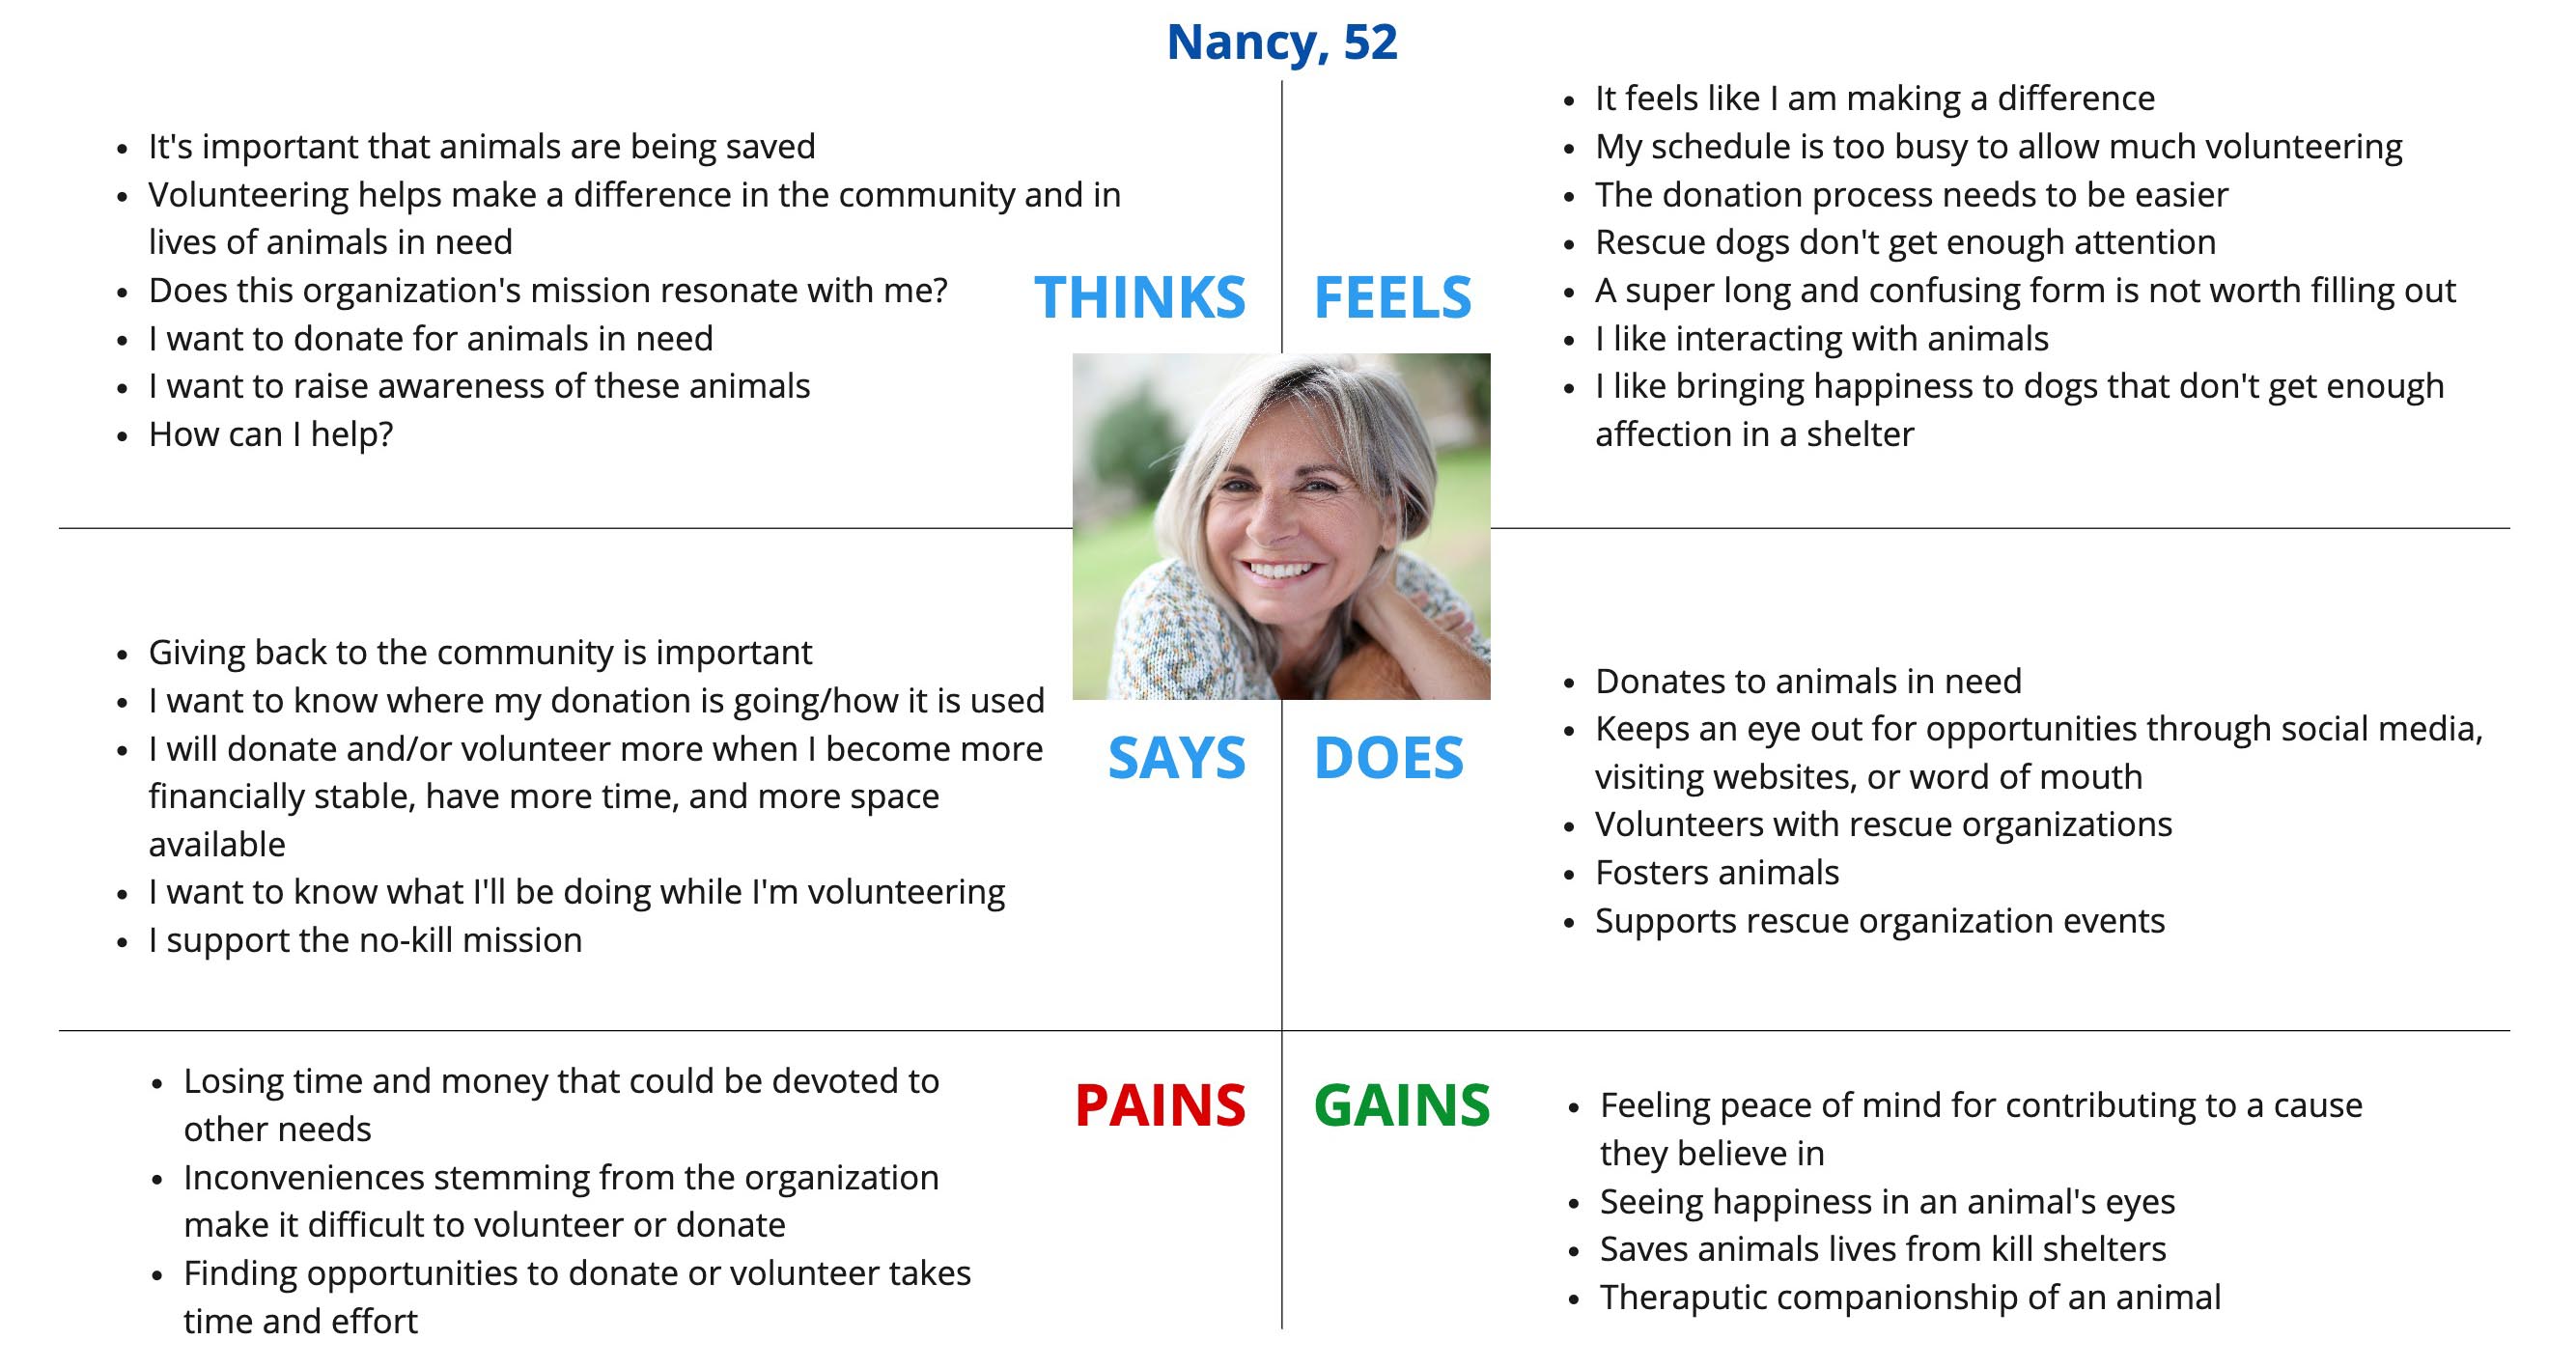 Nancy, 52
THINKS
It's important that animals are being saved
Volunteering helps make a difference in the community and in
lives of animals in need
Does this organization's mission resonate with me?
I want to donate for animals in need
I want to raise awareness of these animals
How can I help?
FEELS
It feels like I am making a difference
My schedule is too busy to allow much volunteering
The donation process needs to be easier
Rescue dogs don't get enough attention
A super long and confusing form is not worth filling out
I like interacting with animals
I like bringing happiness to dogs that don't get enough
affection in a shelter
SAYS
Giving back to the community is important
I want to know where my donation is going/how it is used
I will donate and/or volunteer more when I become more
financially stable, have more time, and more space
available
I want to know what I'll be doing while I'm volunteering
I support the no-kill mission
DOES
Donates to animals in need
Keeps an eye out for opportunities through social media,
visiting websites, or word of mouth
Volunteers with rescue organizations
Fosters animals
Supports rescue organization events
PAINS
Losing time and money that could be devoted to
other needs
Inconveniences stemming from the organization
make it difficult to volunteer or donate
Finding opportunities to donate or volunteer takes
time and effort
GAINS
Feeling peace of mind for contributing to a cause
they believe in
Seeing happiness in an animal's eyes
Saves animals lives from kill shelters
Theraputic companionship of an animal